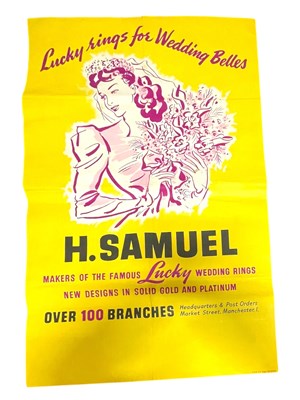 Lucky rings for Wedding Belles
H. SAMUEL
MAKERS OF THE FAMOUS Lucky WEDDING RINGS
NEW DESIGNS IN SOLID GOLD AND PLATINUM
OVER 100 BRANCHES
Headquarters & Post Orders
Market Street, Manchester, 1.